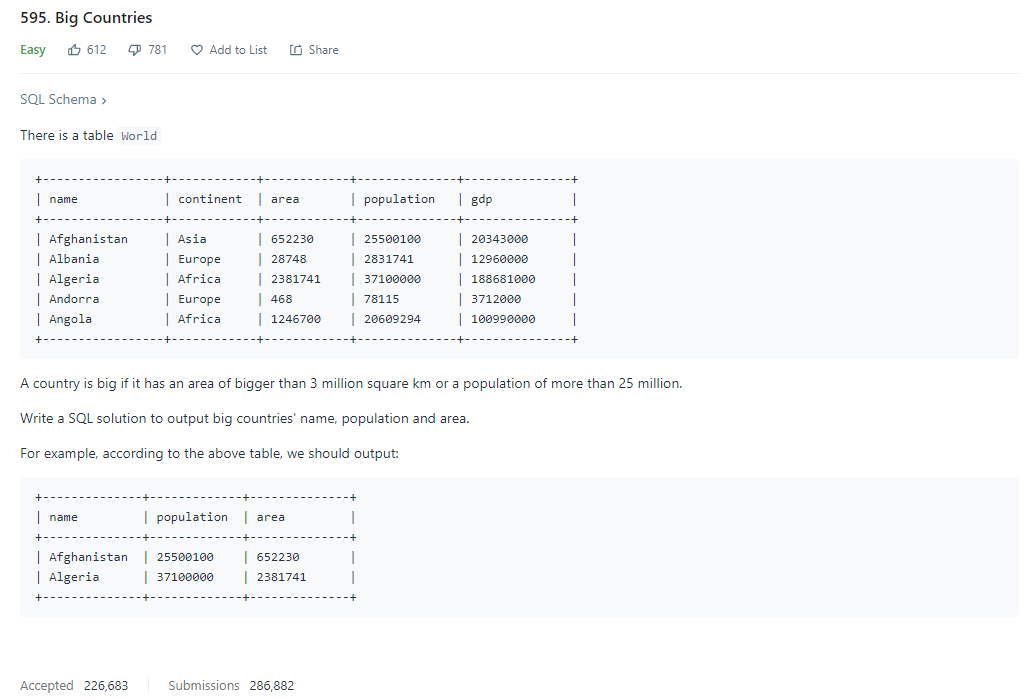 595. Big Countries
Easy 612 781 Add to List Share
SQL Schema >
There is a table World
+----------------+------------+------------+--------------+---------------+
| name            | continent  | area       | population   | gdp           |
+----------------+------------+------------+--------------+---------------+
| Afghanistan     | Asia       | 652230     | 25500100     | 20343000      |
| Albania         | Europe     | 28748      | 2831741      | 12960000      |
| Algeria         | Africa     | 2381741    | 37100000     | 188681000     |
| Andorra         | Europe     | 468        | 78115        | 3712000       |
| Angola          | Africa     | 1246700    | 20609294     | 100990000     |
+----------------+------------+------------+--------------+---------------+
A country is big if it has an area of bigger than 3 million square km or a population of more than 25 million.
Write a SQL solution to output big countries' name, population and area.
For example, according to the above table, we should output:
+--------------+-------------+--------------+
| name         | population  | area         |
+--------------+-------------+--------------+
| Afghanistan  | 25500100    | 652230       |
| Algeria      | 37100000    | 2381741      |
+--------------+-------------+--------------+
Accepted 226,683 Submissions 286,882